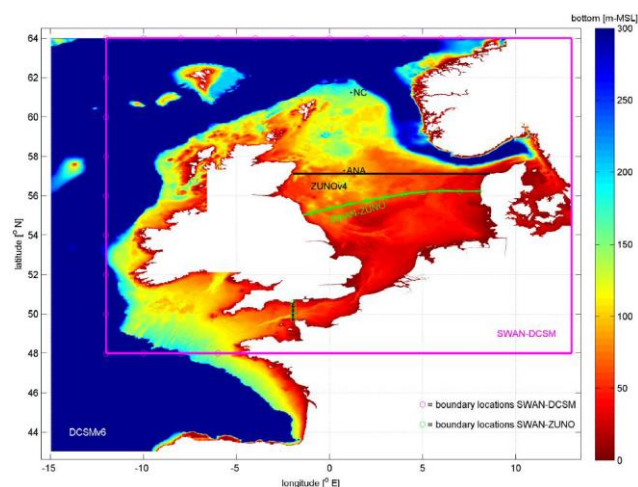 bottom [m-MSL]
64
62
60
58
56
54
52
50
48
46
44
latitude [° N]
NC
ANA
ZUNOv4
SWAN-ZUNO
SWAN-DCSM
= boundary locations SWAN-DCSM
= boundary locations SWAN-ZUNO
DCSMv6
-15
-10
-5
0
5
10
longitude [° E]
300
250
200
150
100
50
0